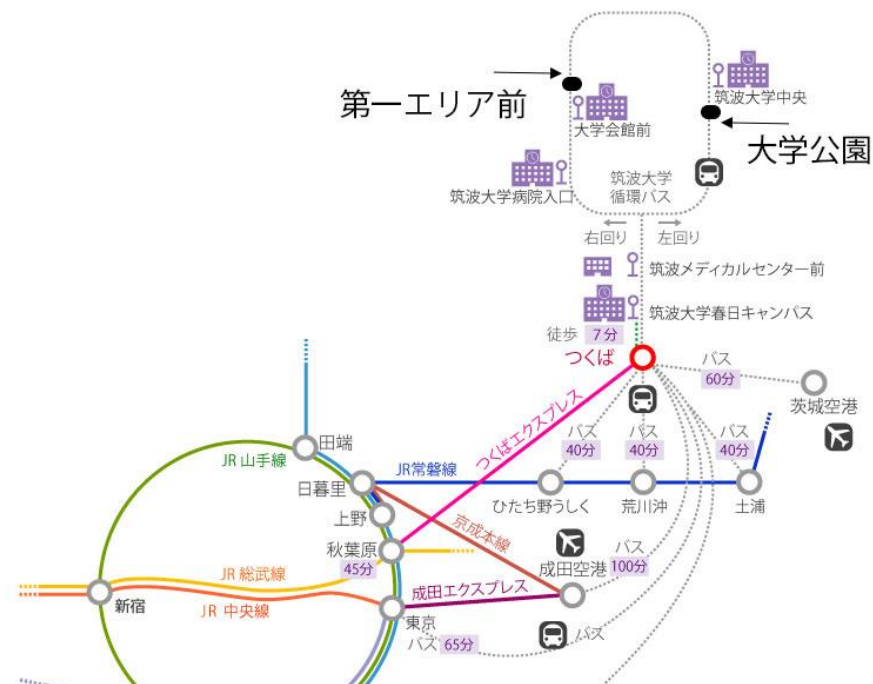 第一エリア前
筑波大学中央
大学会館前
大学公園
筑波大学病院入口
筑波大学
循環バス
右回り
左回り
筑波メディカルセンター前
筑波大学春日キャンパス
徒歩 7分
つくば
バス
60分
茨城空港
つくばエクスプレス
バス
40分
バス
40分
バス
40分
田端
JR 山手線
日暮里
JR常磐線
ひたち野うしく
荒川沖
土浦
上野
京成本線
秋葉原
45分
成田空港
バス
100分
JR 総武線
成田エクスプレス
新宿
JR 中央線
東京
バス 65分
バス